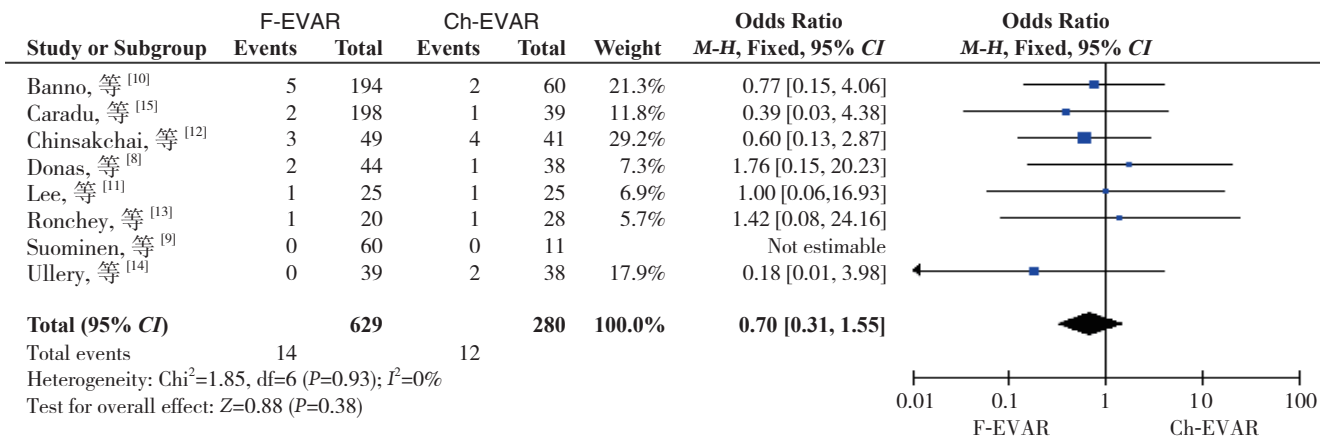 F-EVAR Ch-EVAR Odds Ratio Odds Ratio
Study or Subgroup Events Total Events Total Weight M-H, Fixed, 95% CI M-H, Fixed, 95% CI
Banno, 等 [10] 5 194 2 60 21.3% 0.77 [0.15, 4.06]
Caradu, 等 [15] 2 198 1 39 11.8% 0.39 [0.03, 4.38]
Chinsakchai, 等 [12] 3 49 4 41 29.2% 0.60 [0.13, 2.87]
Donas, 等 [8] 2 44 1 38 7.3% 1.76 [0.15, 20.23]
Lee, 等 [11] 1 25 1 25 6.9% 1.00 [0.06,16.93]
Ronchey, 等 [13] 1 20 1 28 5.7% 1.42 [0.08, 24.16]
Suominen, 等 [9] 0 60 0 11 Not estimable
Ullery, 等 [14] 0 39 2 38 17.9% 0.18 [0.01, 3.98]
Total (95% CI) 629 280 100.0% 0.70 [0.31, 1.55]
Total events 14 12
Heterogeneity: Chi²=1.85, df=6 (P=0.93); I²=0%
Test for overall effect: Z=0.88 (P=0.38)
0.01 0.1 1 10 100
F-EVAR Ch-EVAR